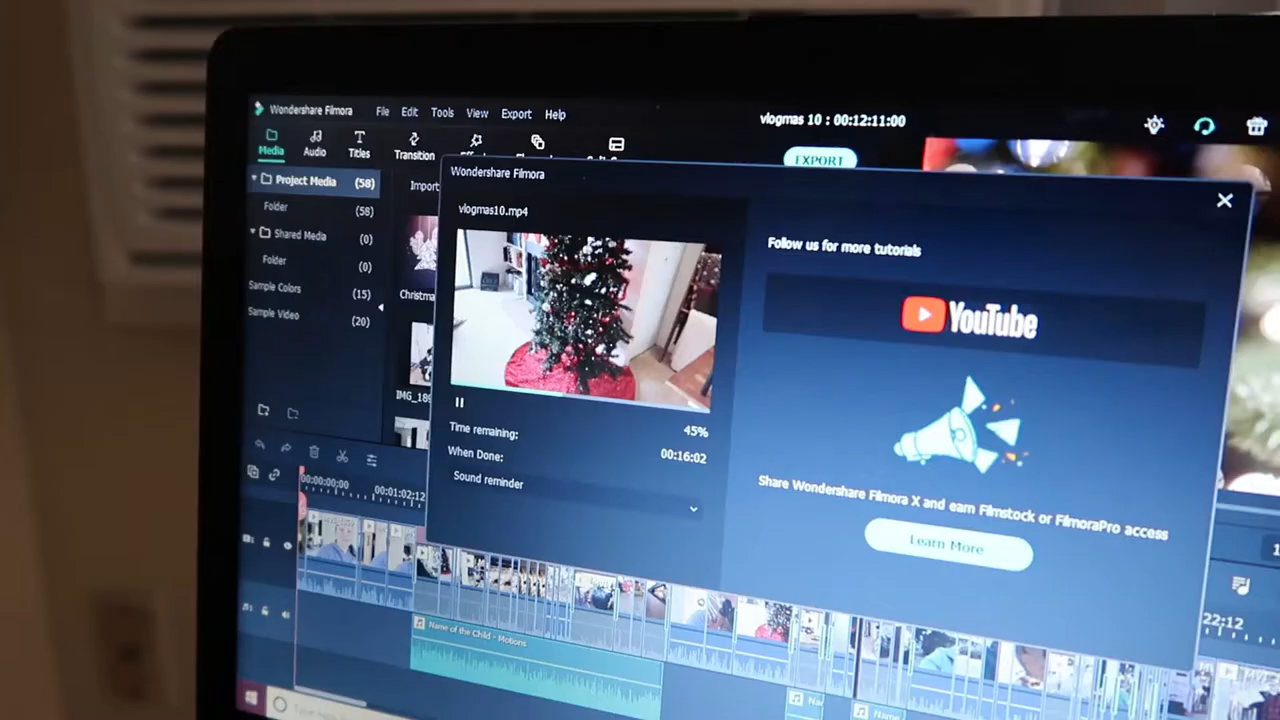 Wondershare Filmora File Edit Tools View Export Help
vlogmas 10 : 00:12:11:00
Media Audio Titles Transition
EXPORT
Project Media (58)
Folder (58)
Shared Media (0)
Folder (0)
Sample Colors (15)
Sample Video (20)
Import
Christma
IMG_189
Wondershare Filmora
vlogmas10.mp4
Time remaining: 45%
When Done: 00:16:02
Sound reminder
Follow us for more tutorials
YouTube
Share Wondershare Filmora X and earn Filmstock or FilmoraPro access
Learn More
00:00:00:00 00:01:02:12
22:12
Name of the Child - Motions